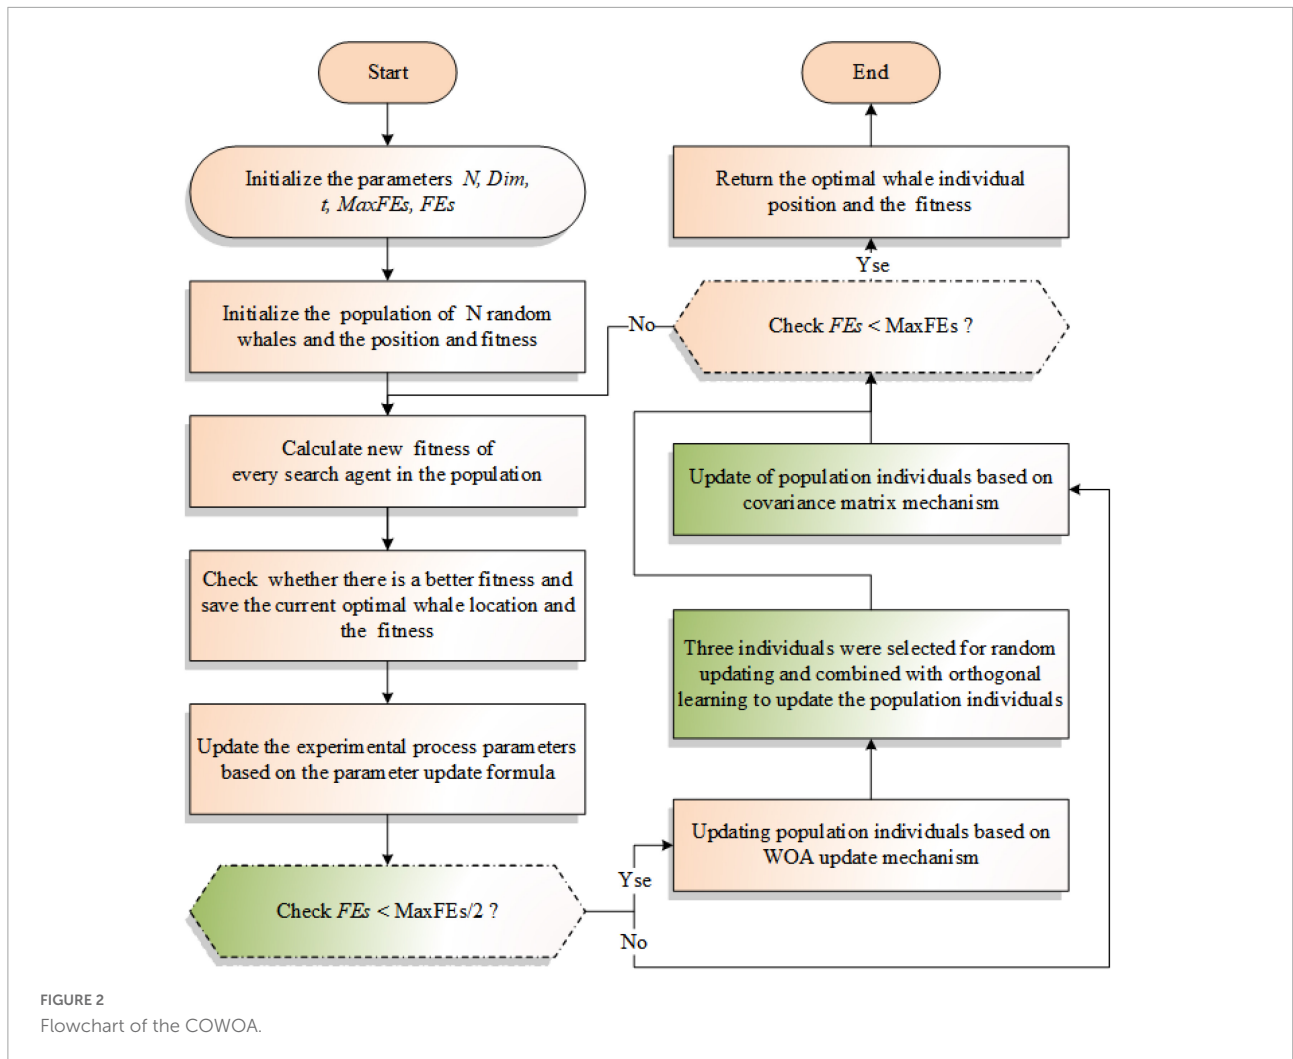 Start
Initialize the parameters N, Dim,
t, MaxFEs, FEs
Initialize the population of N random
whales and the position and fitness
Calculate new fitness of
every search agent in the population
Check whether there is a better fitness and
save the current optimal whale location and
the fitness
Update the experimental process parameters
based on the parameter update formula
Check FEs < MaxFEs/2 ?
Yse
No
Updating population individuals based on
WOA update mechanism
Three individuals were selected for random
updating and combined with orthogonal
learning to update the population individuals
Update of population individuals based on
covariance matrix mechanism
Check FEs < MaxFEs ?
No
Yse
Return the optimal whale individual
position and the fitness
End
FIGURE 2
Flowchart of the COWOA.